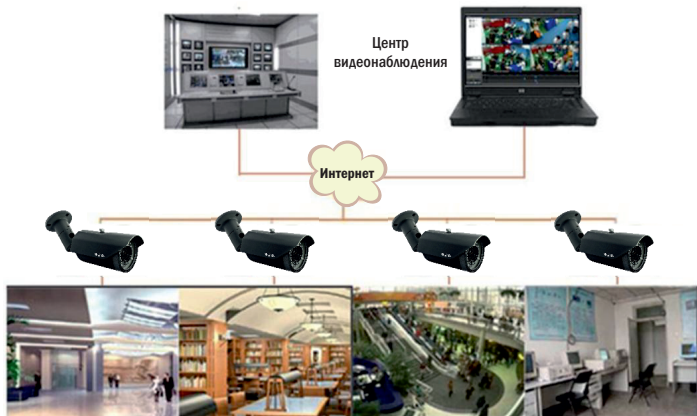 Центр
видеонаблюдения
Интернет